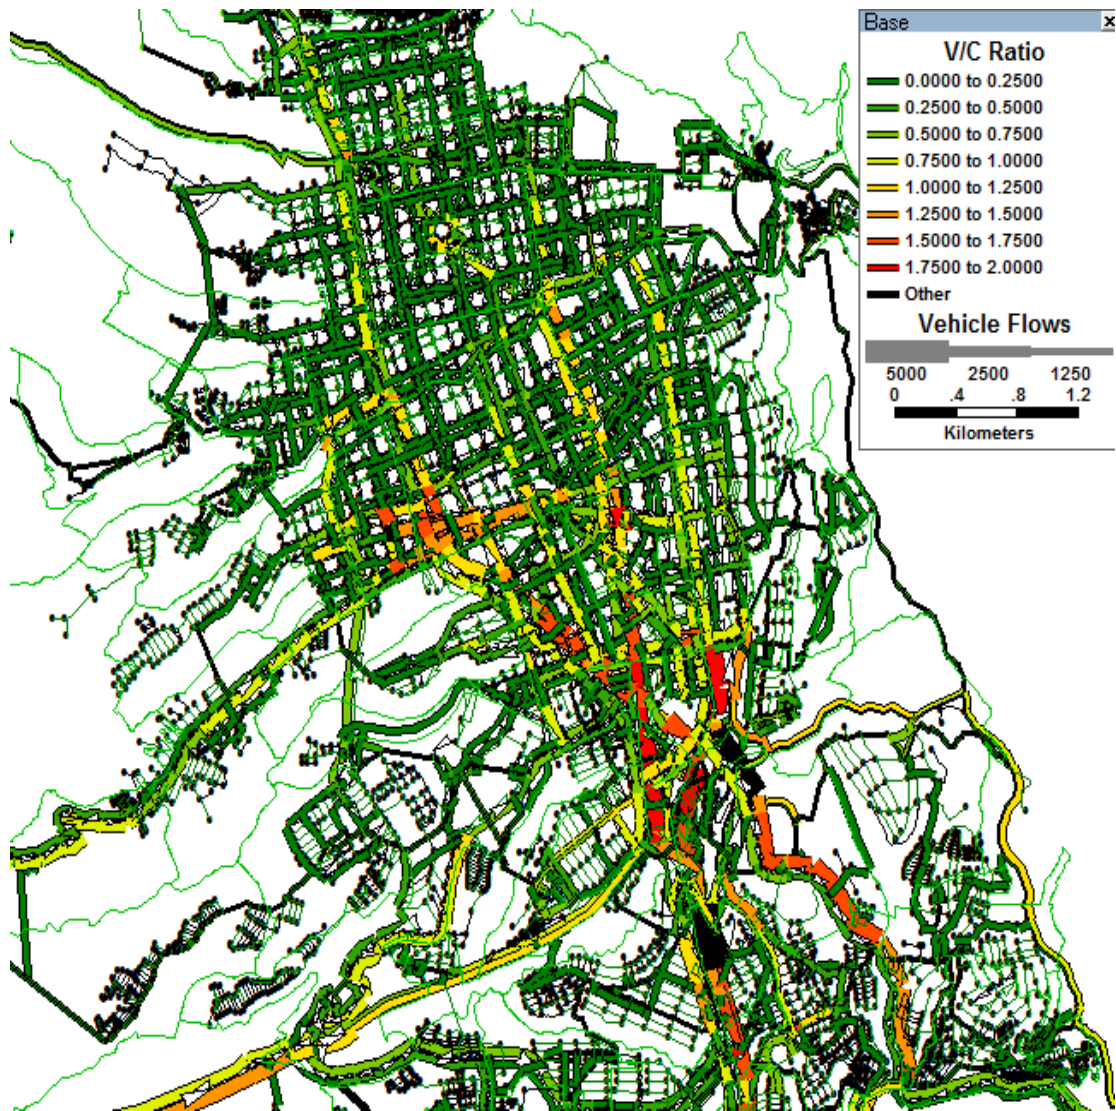 Base x
V/C Ratio
0.0000 to 0.2500
0.2500 to 0.5000
0.5000 to 0.7500
0.7500 to 1.0000
1.0000 to 1.2500
1.2500 to 1.5000
1.5000 to 1.7500
1.7500 to 2.0000
Other
Vehicle Flows
5000 2500 1250
0 .4 .8 1.2
Kilometers